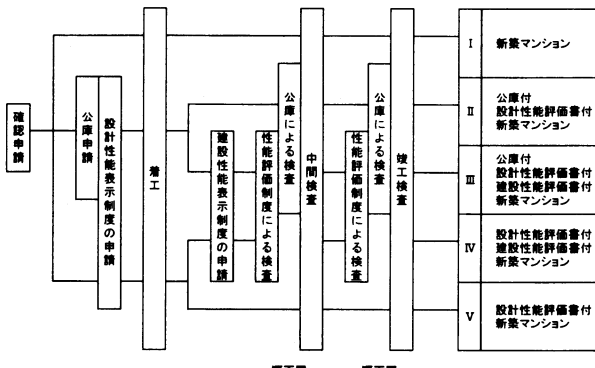 確認申請
公庫申請
設計性能表示制度の申請
着工
建設性能表示制度の申請
性能評価制度による検査
公庫による検査
中間検査
性能評価制度による検査
公庫による検査
竣工検査
I 新築マンション
II 公庫付
設計性能評価書付
新築マンション
III 公庫付
設計性能評価書付
建設性能評価書付
新築マンション
IV 設計性能評価書付
建設性能評価書付
新築マンション
V 設計性能評価書付
新築マンション